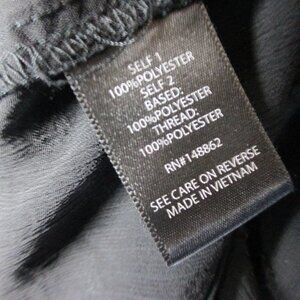 SELF 1
100%POLYESTER
SELF 2
BASED:
100%POLYESTER
THREAD:
100%POLYESTER
RN#148862
SEE CARE ON REVERSE
MADE IN VIETNAM